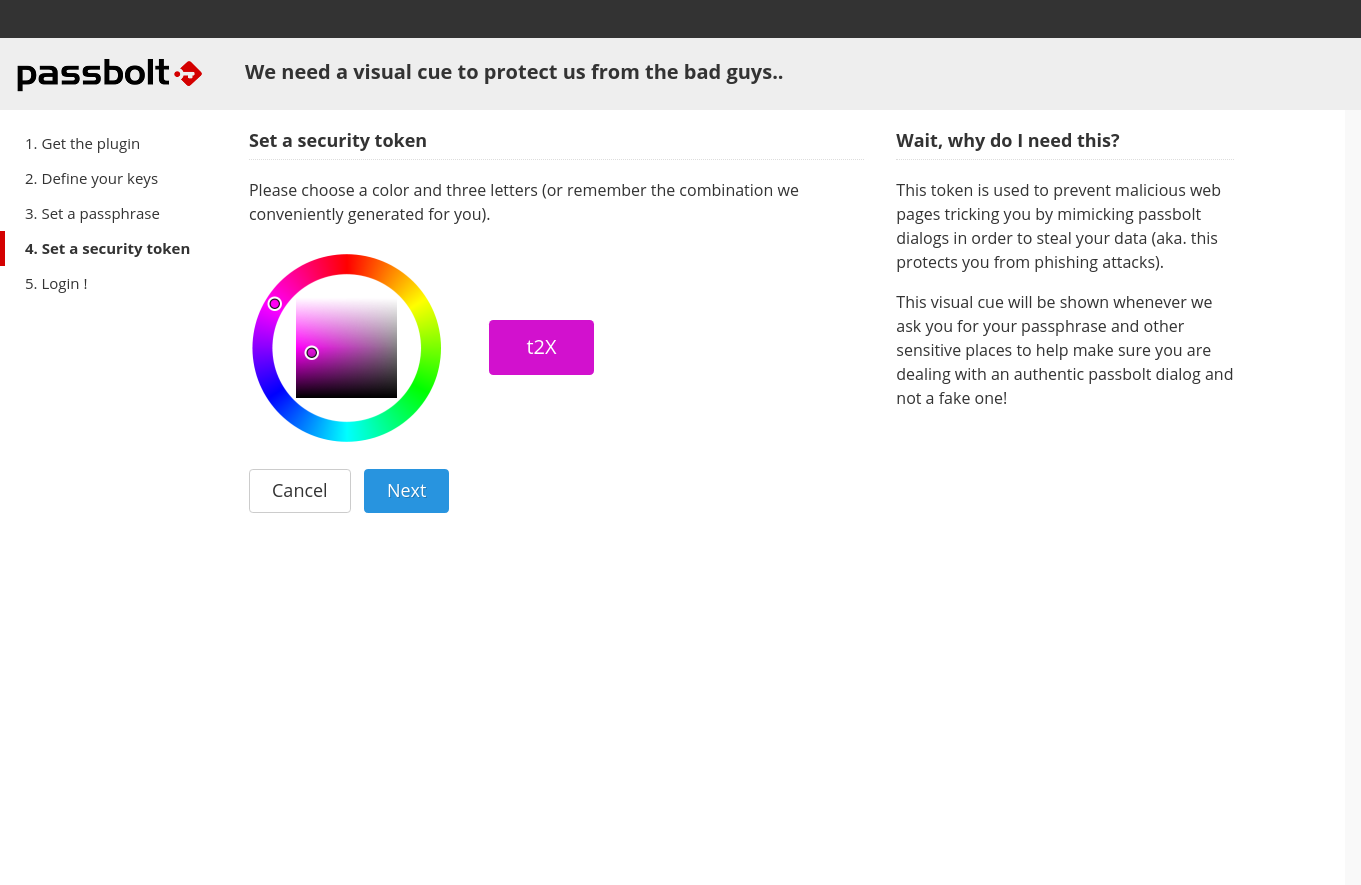 passbolt
We need a visual cue to protect us from the bad guys..
1. Get the plugin
2. Define your keys
3. Set a passphrase
4. Set a security token
5. Login !
Set a security token
Please choose a color and three letters (or remember the combination we
conveniently generated for you).
t2X
Cancel
Next
Wait, why do I need this?
This token is used to prevent malicious web
pages tricking you by mimicking passbolt
dialogs in order to steal your data (aka. this
protects you from phishing attacks).
This visual cue will be shown whenever we
ask you for your passphrase and other
sensitive places to help make sure you are
dealing with an authentic passbolt dialog and
not a fake one!